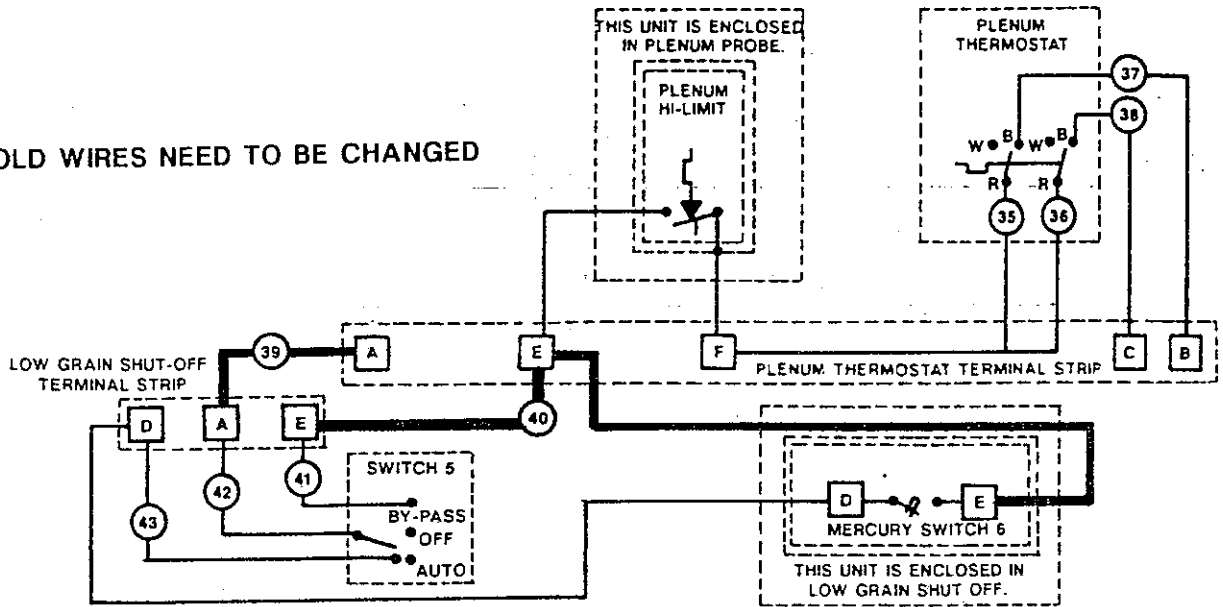 THIS UNIT IS ENCLOSED
IN PLENUM PROBE.
PLENUM
HI-LIMIT
PLENUM
THERMOSTAT
37
38
W B W B
R R
35 36
OLD WIRES NEED TO BE CHANGED
39
A E F C B
PLENUM THERMOSTAT TERMINAL STRIP
LOW GRAIN SHUT-OFF
TERMINAL STRIP
D A E
40
41
42
43
SWITCH 5
BY-PASS
OFF
AUTO
D E
MERCURY SWITCH 6
THIS UNIT IS ENCLOSED IN
LOW GRAIN SHUT OFF.